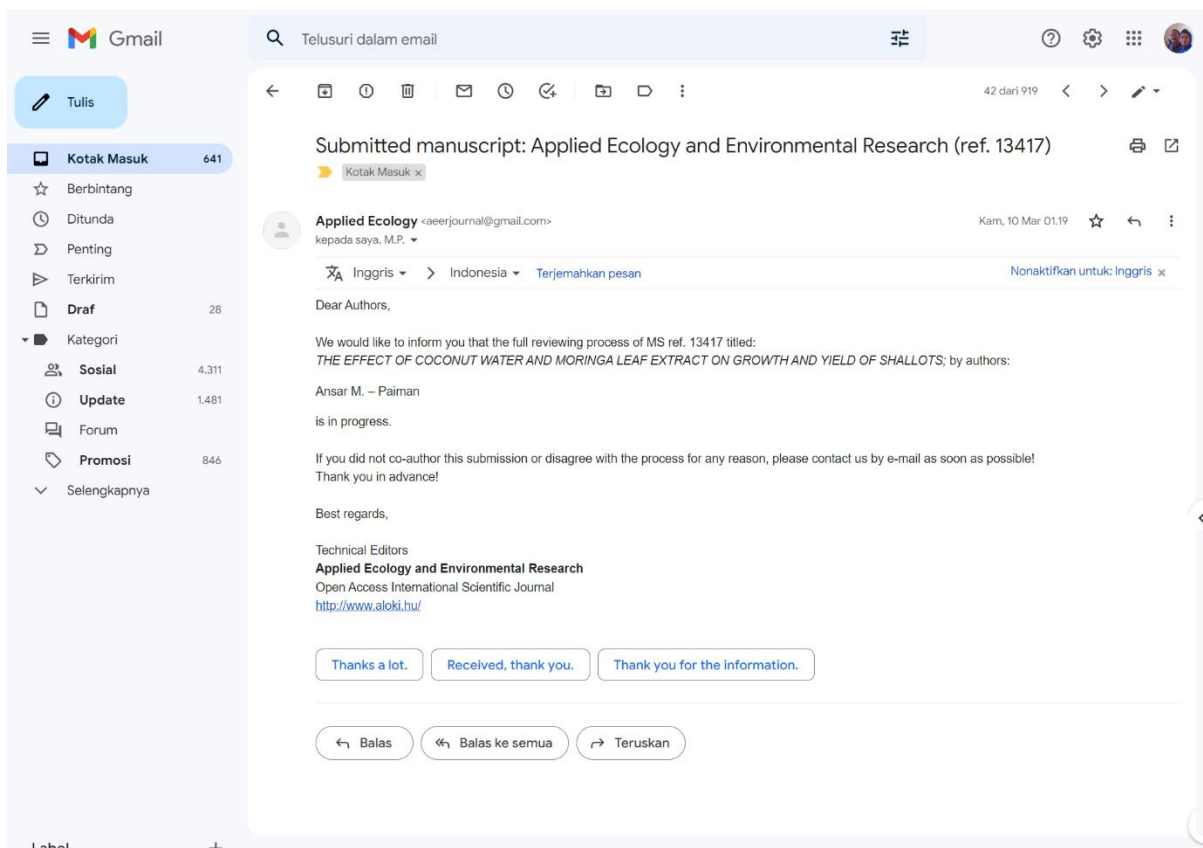 Gmail
Telusuri dalam email
Tulis
42 dari 919
Kotak Masuk 641
Berbintang
Ditunda
Penting
Terkirim
Draf 28
Kategori
Sosial 4.311
Update 1.481
Forum
Promosi 846
Selengkapnya
Submitted manuscript: Applied Ecology and Environmental Research (ref. 13417)
Kotak Masuk x
Applied Ecology <aeerjournal@gmail.com>
Kam, 10 Mar 01.19
kepada saya, M.P.
Inggris > Indonesia Terjemahkan pesan
Nonaktifkan untuk: Inggris x
Dear Authors,
We would like to inform you that the full reviewing process of MS ref. 13417 titled:
THE EFFECT OF COCONUT WATER AND MORINGA LEAF EXTRACT ON GROWTH AND YIELD OF SHALLOTS; by authors:
Ansar M. – Paiman
is in progress.
If you did not co-author this submission or disagree with the process for any reason, please contact us by e-mail as soon as possible!
Thank you in advance!
Best regards,
Technical Editors
Applied Ecology and Environmental Research
Open Access International Scientific Journal
http://www.aloki.hu/
Thanks a lot.
Received, thank you.
Thank you for the information.
Balas
Balas ke semua
Teruskan
Label +